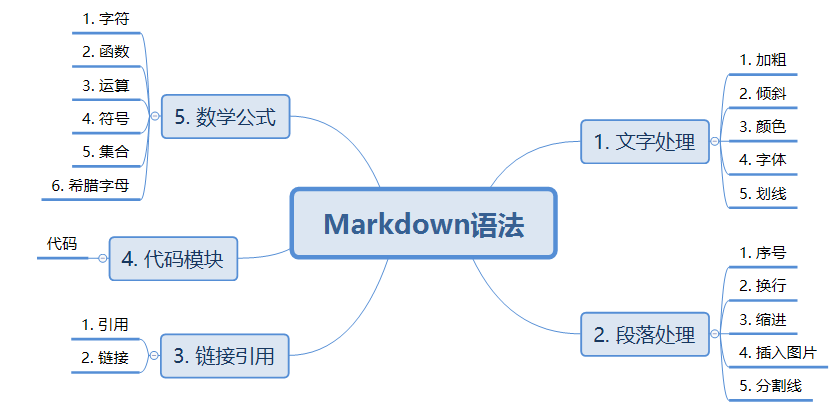 Markdown语法
1. 文字处理
1. 加粗
2. 倾斜
3. 颜色
4. 字体
5. 划线
2. 段落处理
1. 序号
2. 换行
3. 缩进
4. 插入图片
5. 分割线
3. 链接引用
1. 引用
2. 链接
4. 代码模块
代码
5. 数学公式
1. 字符
2. 函数
3. 运算
4. 符号
5. 集合
6. 希腊字母